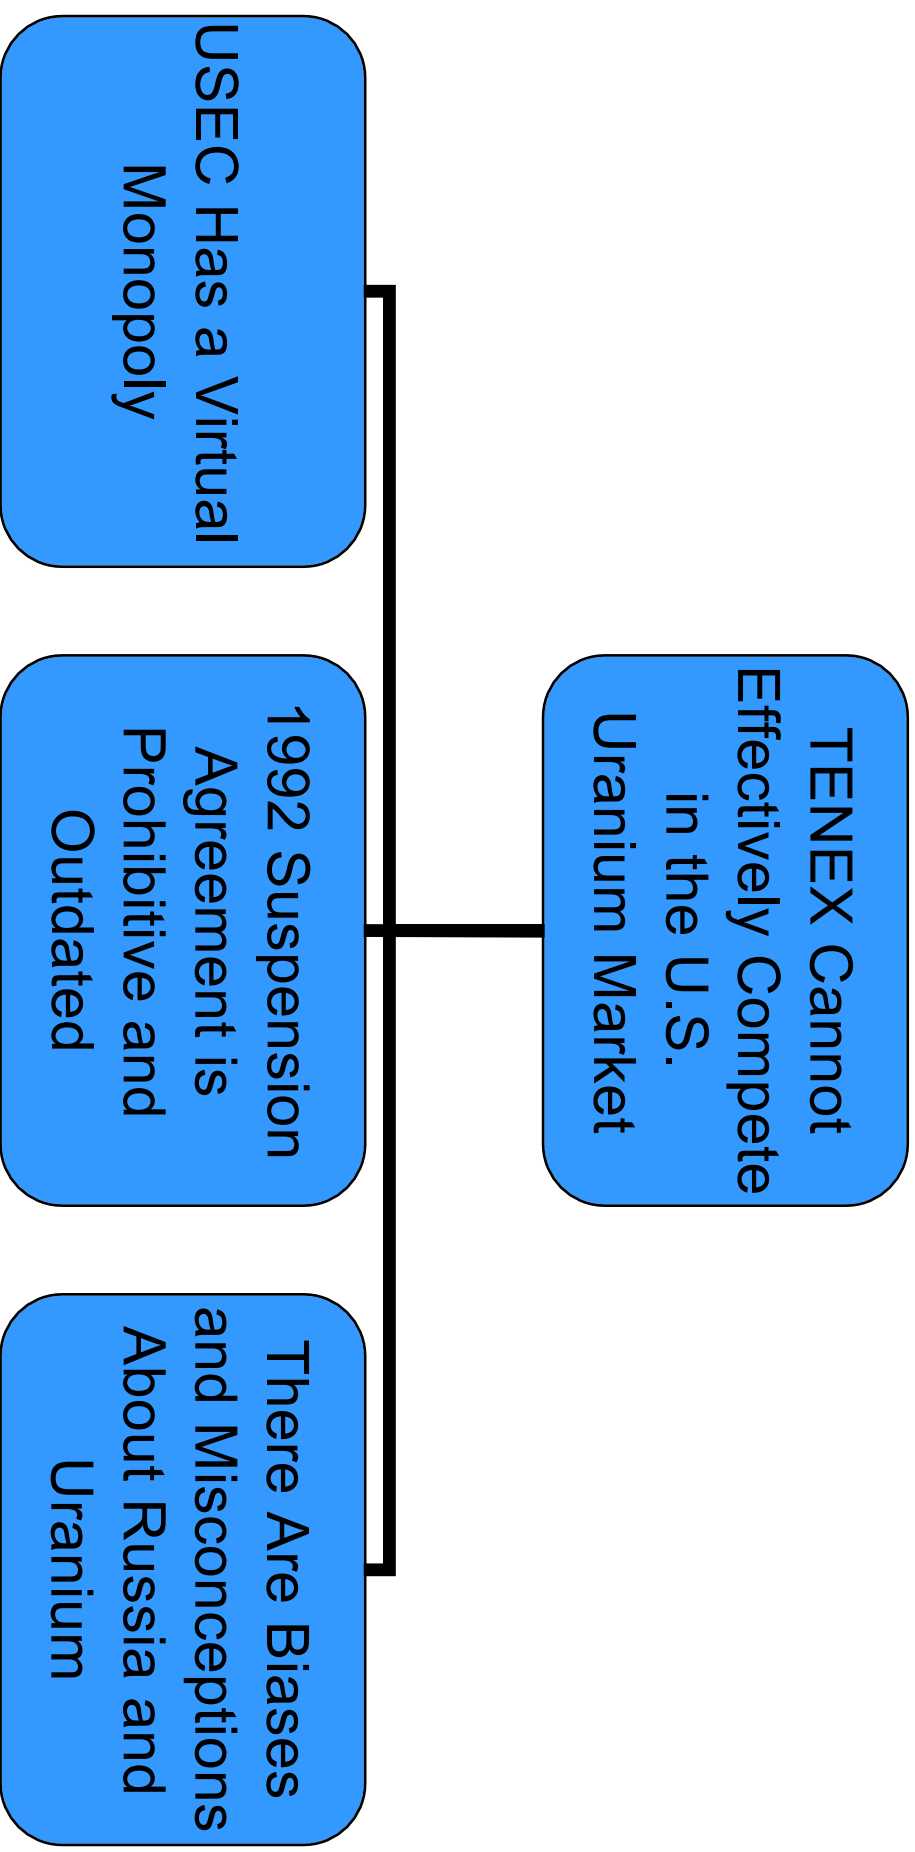 TENEX Cannot
Effectively Compete
in the U.S.
Uranium Market
USEC Has a Virtual
Monopoly
1992 Suspension
Agreement is
Prohibitive and
Outdated
There Are Biases
and Misconceptions
About Russia and
Uranium